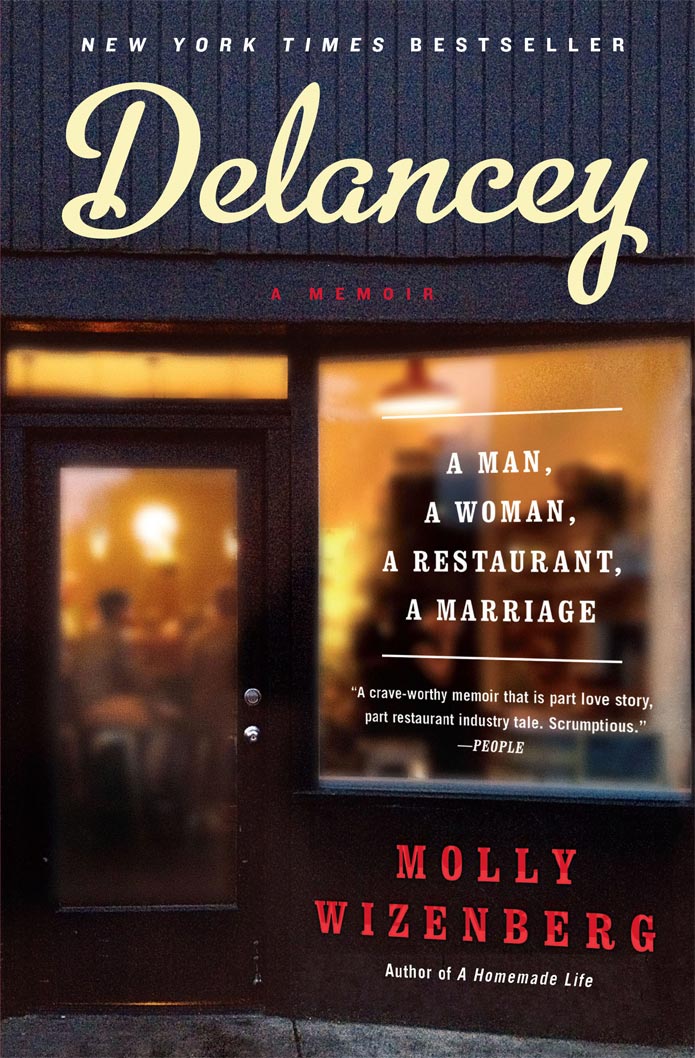 NEW YORK TIMES BESTSELLER
Delancey
A MEMOIR
A MAN,
A WOMAN,
A RESTAURANT,
A MARRIAGE
“A crave-worthy memoir that is part love story,
part restaurant industry tale. Scrumptious.”
—PEOPLE
MOLLY
WIZENBERG
Author of A Homemade Life